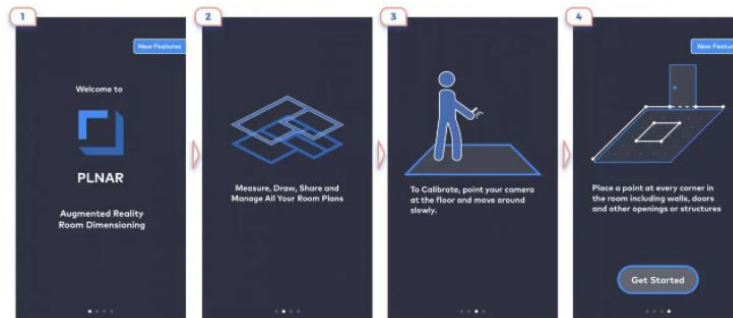 1
New Features
Welcome to
PLNAR
Augmented Reality
Room Dimensioning
2
Measure, Draw, Share and
Manage All Your Room Plans
3
To Calibrate, point your camera
at the floor and move around
slowly.
4
New Featu
Place a point at every corner in
the room including walls, doors
and other openings or structures
Get Started